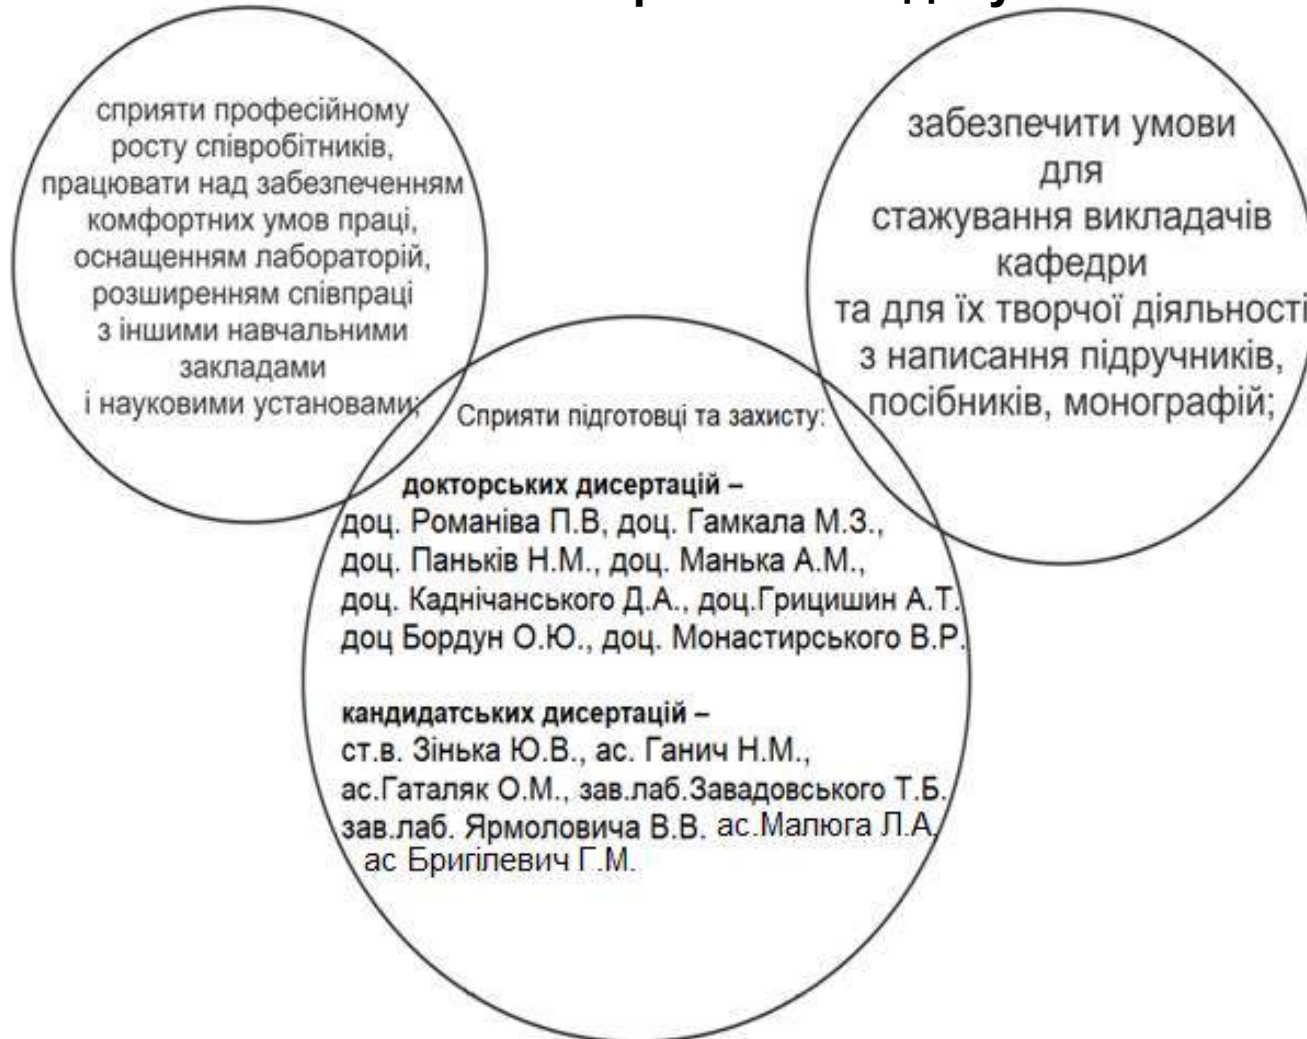 сприяти професійному
росту співробітників,
працювати над забезпеченням
комфортних умов праці,
оснащенням лабораторій,
розширенням співпраці
з іншими навчальними
закладами
і науковими установами;
забезпечити умови
для
стажування викладачів
кафедри
та для їх творчої діяльності
з написання підручників,
посібників, монографій;
Сприяти підготовці та захисту:
докторських дисертацій –
доц. Романіва П.В, доц. Гамкала М.З.,
доц. Паньків Н.М., доц. Манька А.М.,
доц. Каднічанського Д.А., доц.Грицишин А.Т.
доц Бордун О.Ю., доц. Монастирського В.Р.
кандидатських дисертацій –
ст.в. Зінька Ю.В., ас. Ганич Н.М.,
ас.Гаталяк О.М., зав.лаб.Завадовського Т.Б.
зав.лаб. Ярмоловича В.В. ас.Малюга Л.А.
ас Бригілевич Г.М.